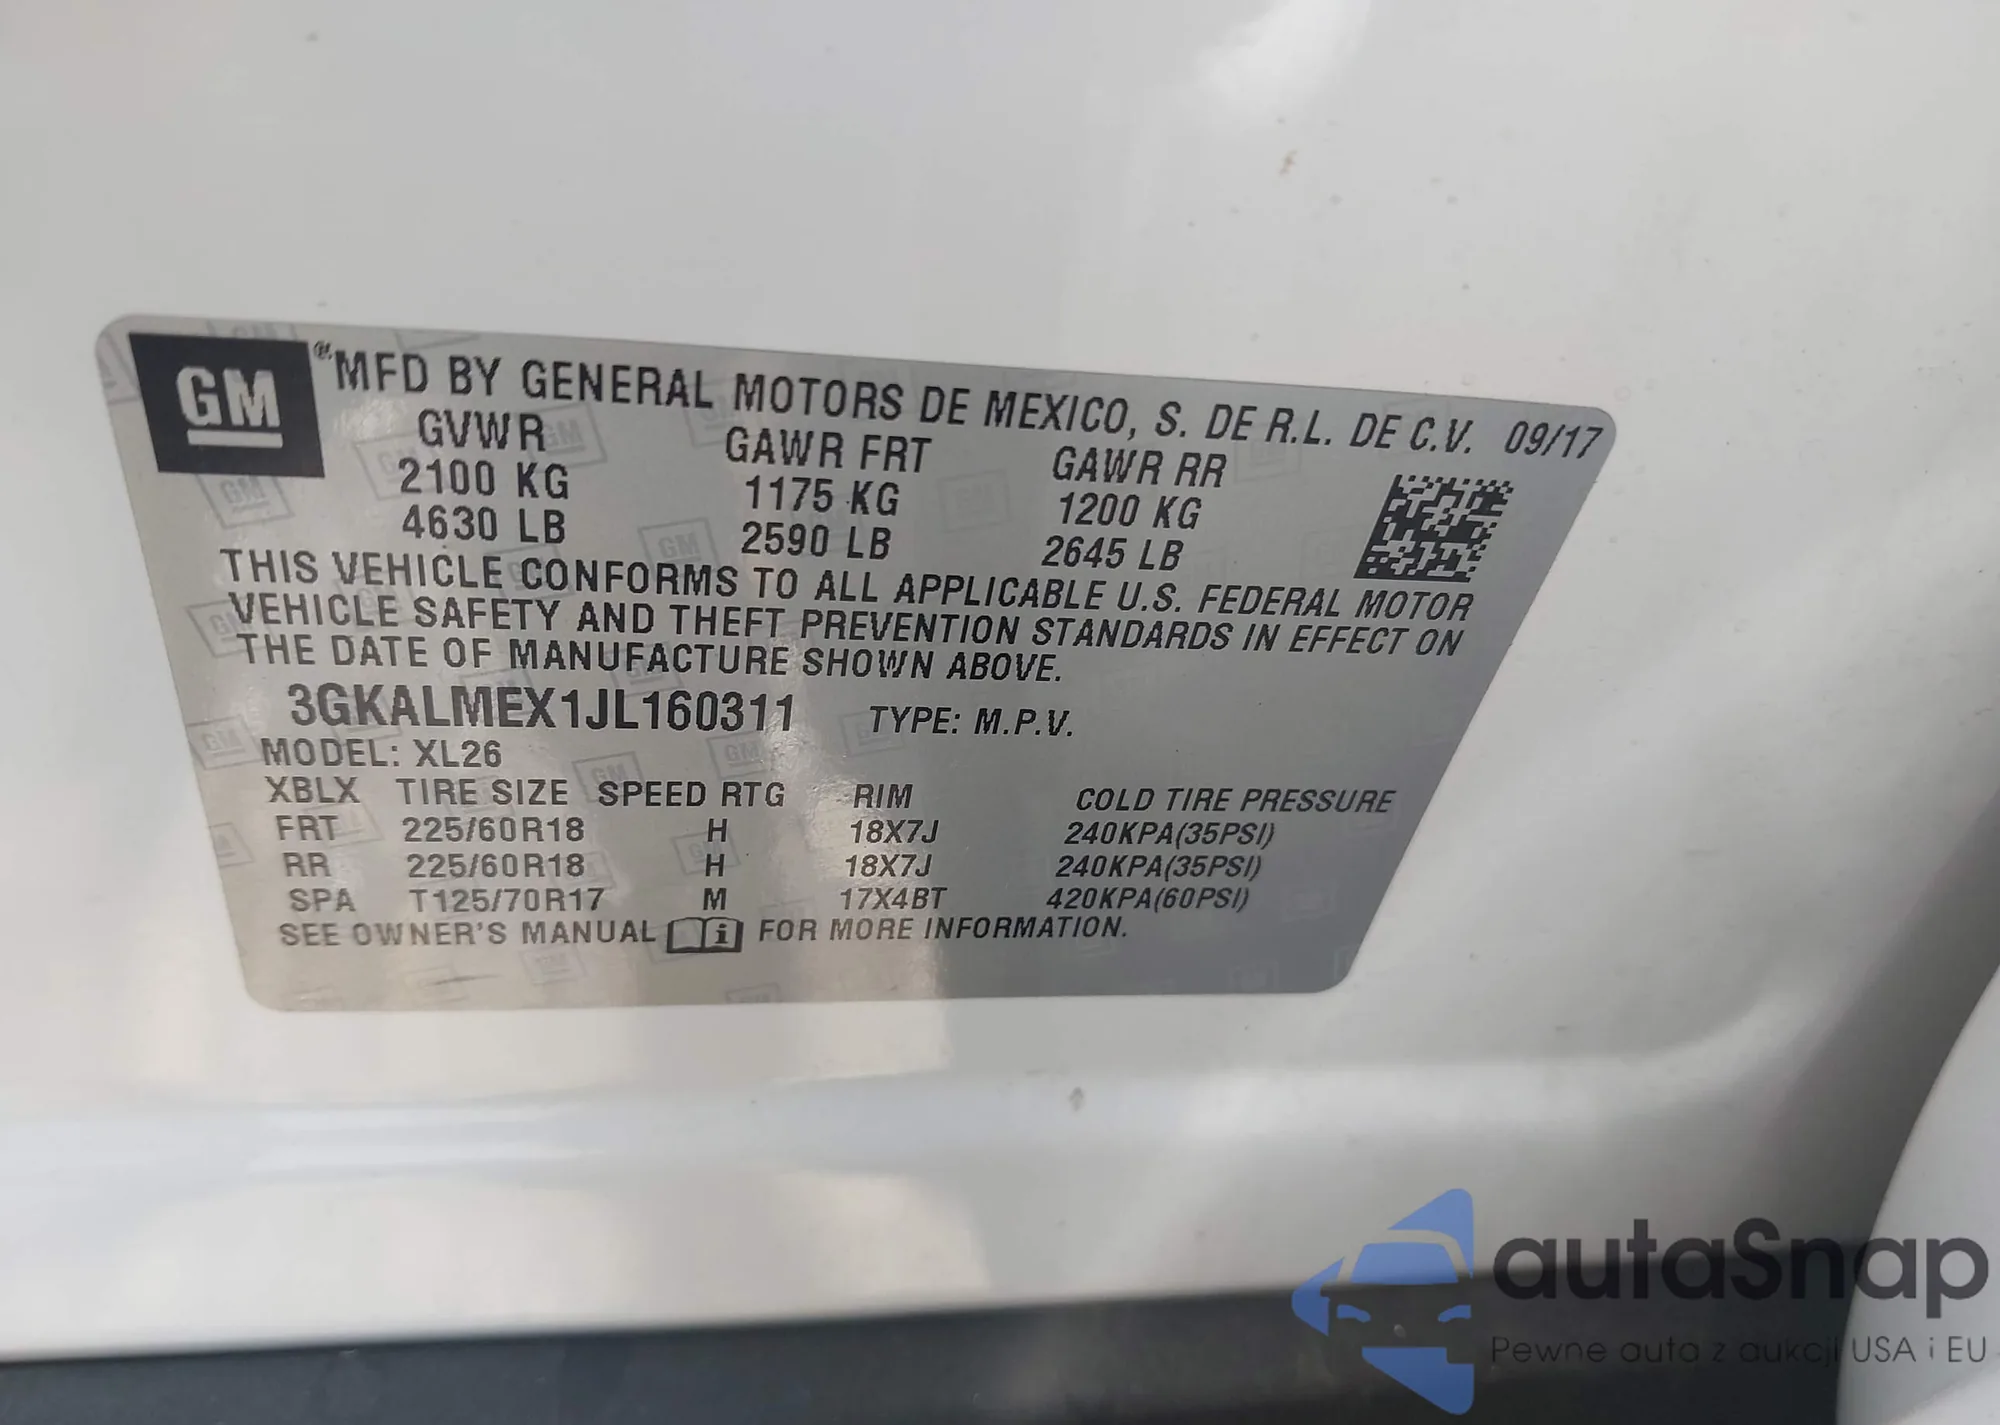 GM ® MFD BY GENERAL MOTORS DE MEXICO, S. DE R.L. DE C.V. 09/17
GVWR GAWR FRT GAWR RR
2100 KG 1175 KG 1200 KG
4630 LB 2590 LB 2645 LB
THIS VEHICLE CONFORMS TO ALL APPLICABLE U.S. FEDERAL MOTOR
VEHICLE SAFETY AND THEFT PREVENTION STANDARDS IN EFFECT ON
THE DATE OF MANUFACTURE SHOWN ABOVE.
3GKALMEX1JL160311 TYPE: M.P.V.
MODEL: XL26
XBLX TIRE SIZE SPEED RTG RIM COLD TIRE PRESSURE
FRT 225/60R18 H 18X7J 240KPA(35PSI)
RR 225/60R18 H 18X7J 240KPA(35PSI)
SPA T125/70R17 M 17X4BT 420KPA(60PSI)
SEE OWNER'S MANUAL i FOR MORE INFORMATION.
autaSnap
Pewne auta z aukcji USA i EU